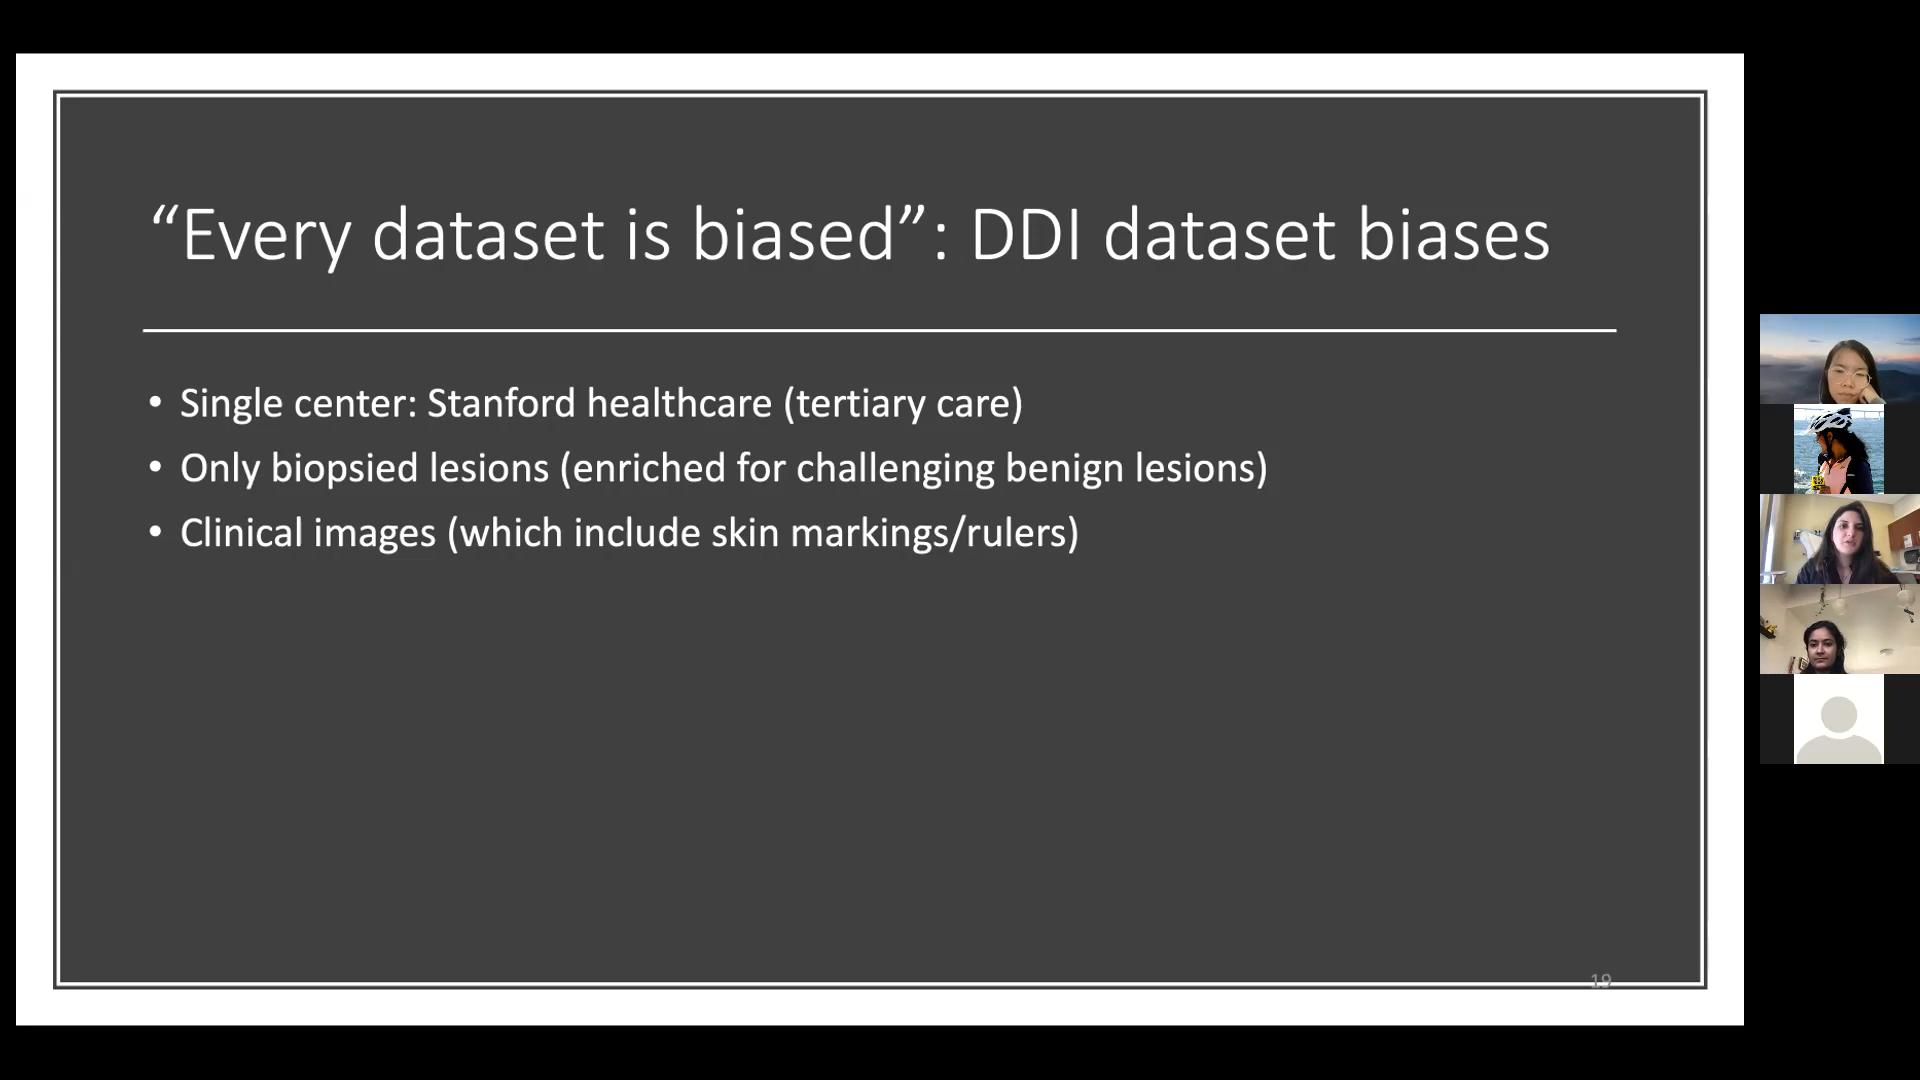 “Every dataset is biased”: DDI dataset biases
• Single center: Stanford healthcare (tertiary care)
• Only biopsied lesions (enriched for challenging benign lesions)
• Clinical images (which include skin markings/rulers)
19